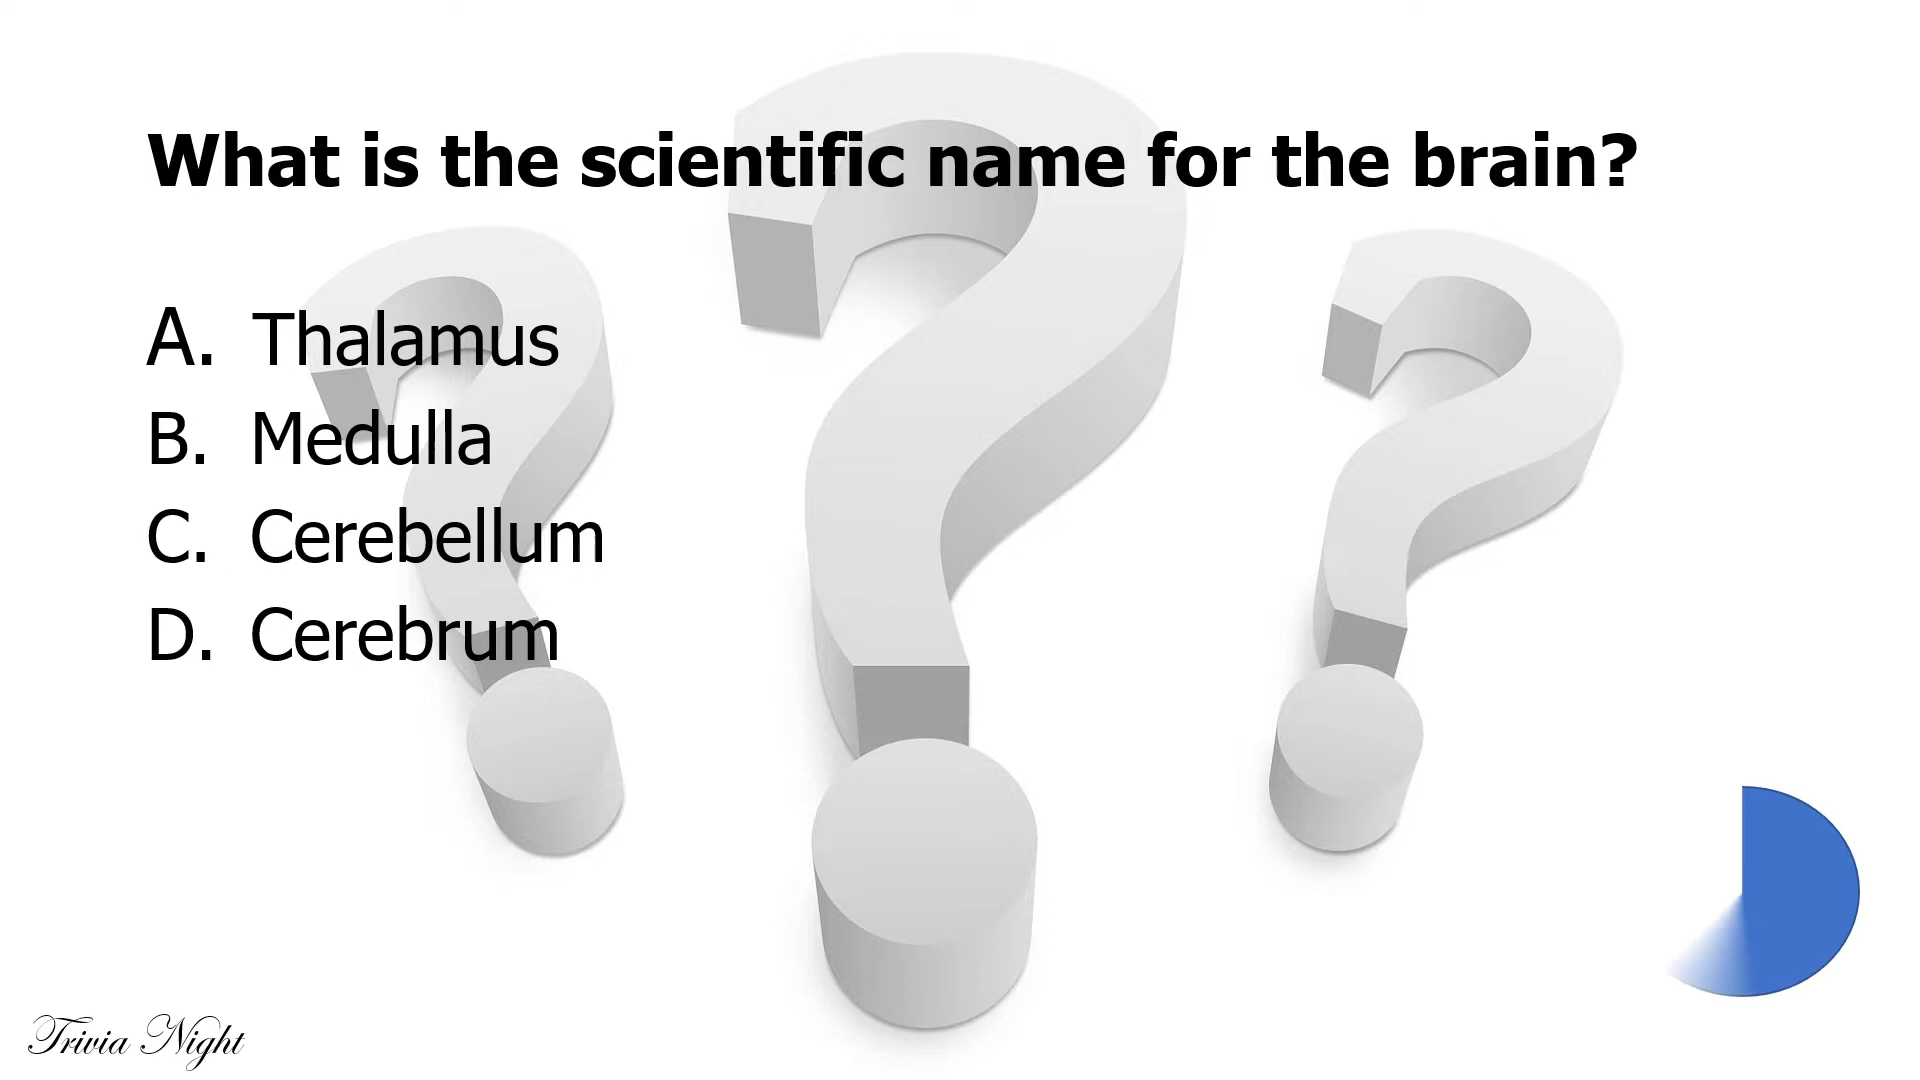 What is the scientific name for the brain?
A. Thalamus
B. Medulla
C. Cerebellum
D. Cerebrum
Trivia Night